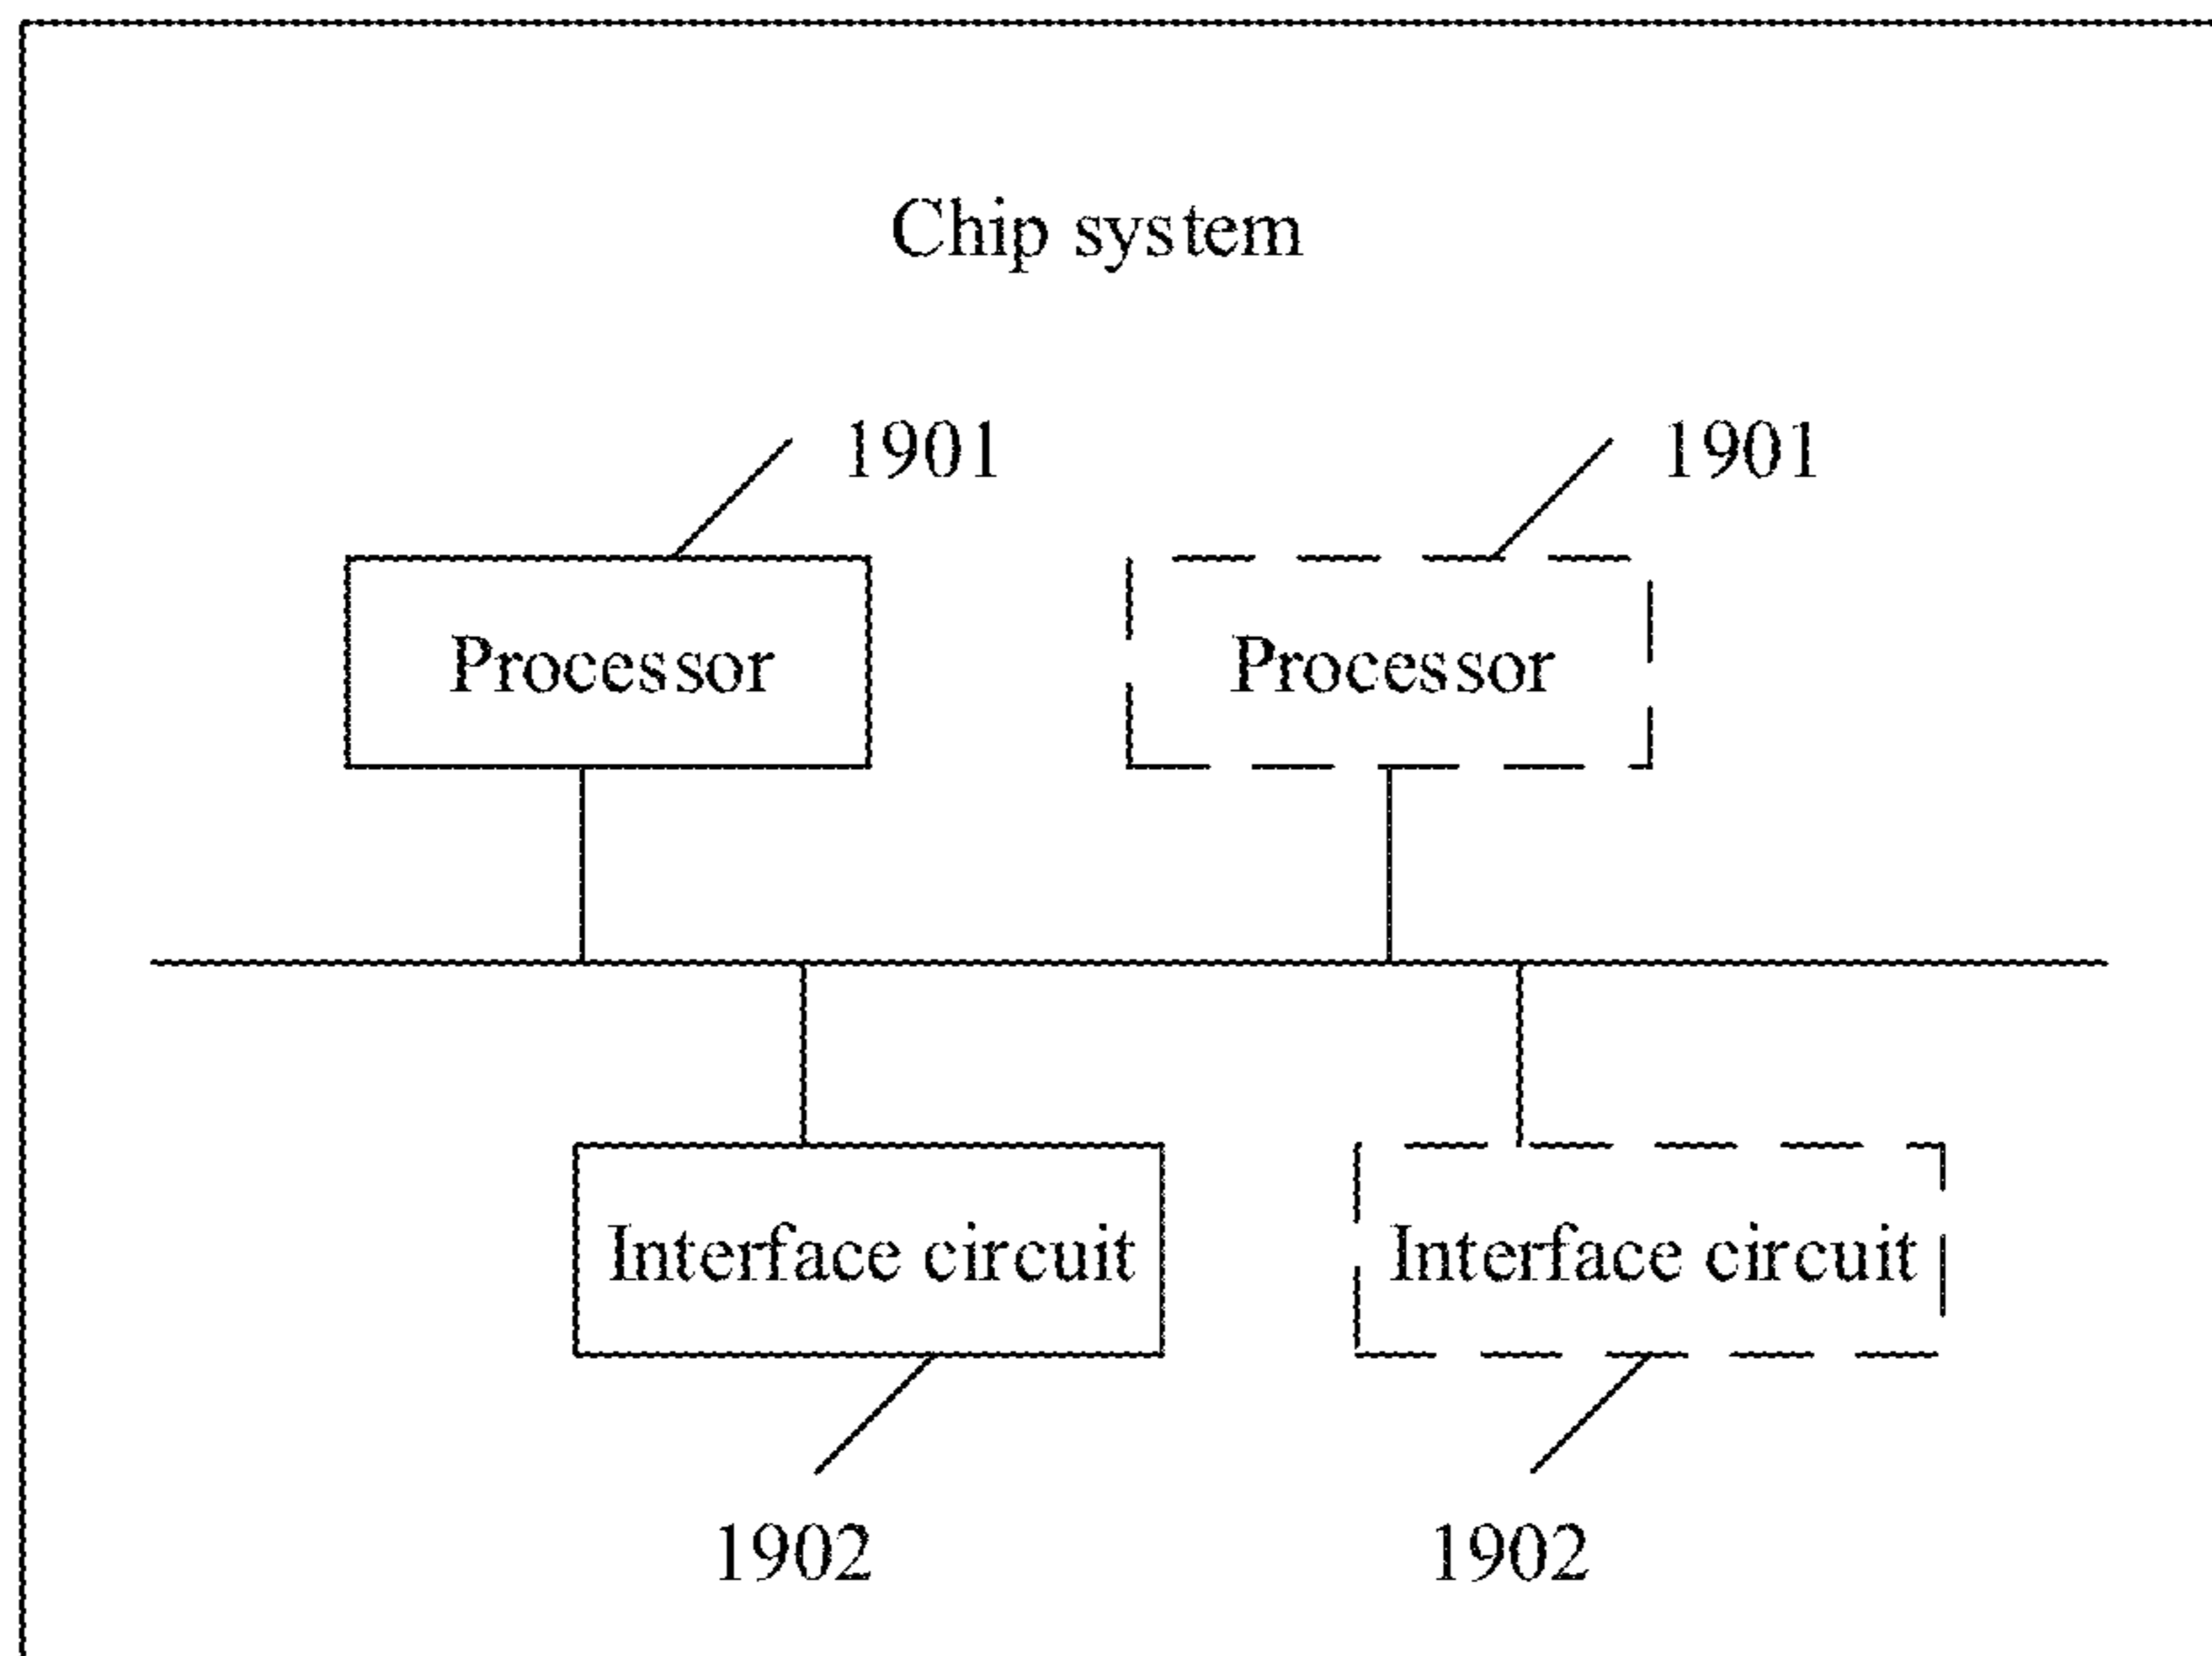 Chip system
1901 1901
Processor Processor
Interface circuit Interface circuit
1902 1902